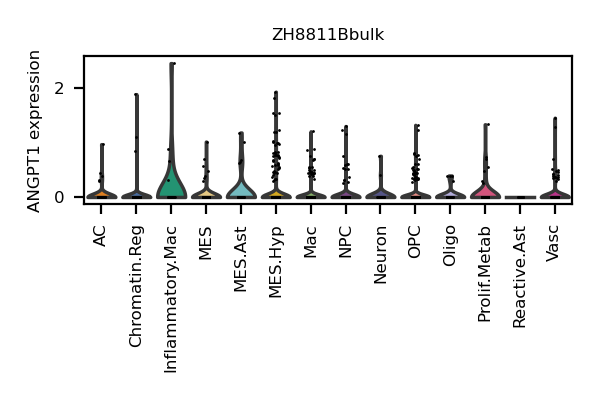 ZH8811Bbulk
ANGPT1 expression
2
0
AC
Chromatin.Reg
Inflammatory.Mac
MES
MES.Ast
MES.Hyp
Mac
NPC
Neuron
OPC
Oligo
Prolif.Metab
Reactive.Ast
Vasc